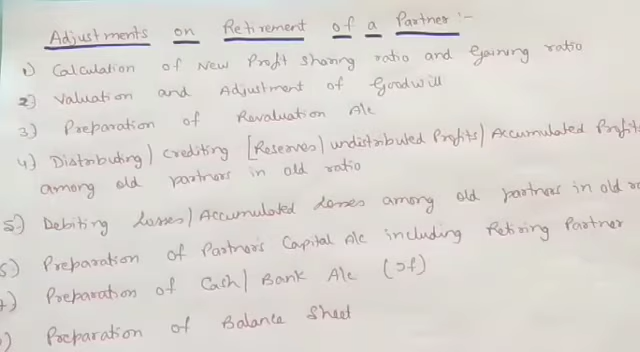 Adjustments on Retirement of a Partner :-
1) Calculation of New Profit sharing ratio and Gaining ratio
2) Valuation and Adjustment of Goodwill
3) Preparation of Revaluation A/c
4) Distributing / crediting [Reserves / undistributed Profits / Accumulated Profits
among old partners in old ratio
5.) Debiting Losses / Accumulated Losses among old partners in old
Preparation of Partner's Capital A/c including Retiring Partner
) Preparation of Cash / Bank A/c (If)
) Preparation of Balance Sheet